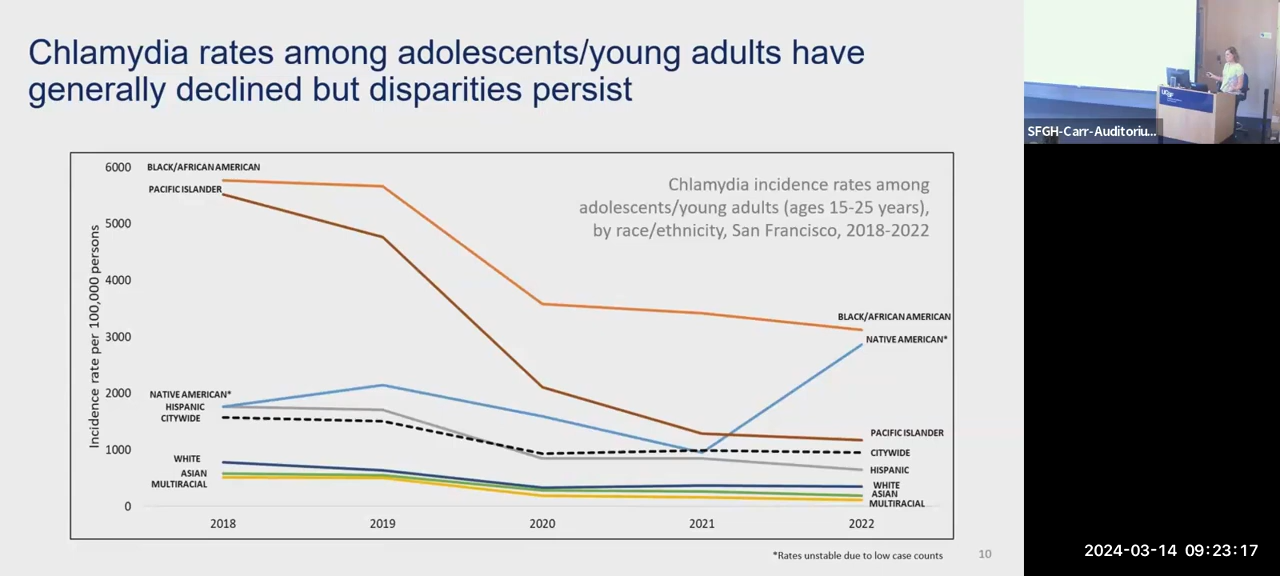 Chlamydia rates among adolescents/young adults have
generally declined but disparities persist
Chlamydia incidence rates among
adolescents/young adults (ages 15-25 years),
by race/ethnicity, San Francisco, 2018-2022
Incidence rate per 100,000 persons
6000
5000
4000
3000
2000
1000
0
BLACK/AFRICAN AMERICAN
PACIFIC ISLANDER
NATIVE AMERICAN*
HISPANIC
CITYWIDE
WHITE
ASIAN
MULTIRACIAL
BLACK/AFRICAN AMERICAN
NATIVE AMERICAN*
PACIFIC ISLANDER
CITYWIDE
HISPANIC
WHITE
ASIAN
MULTIRACIAL
2018 2019 2020 2021 2022
*Rates unstable due to low case counts
10
SFGH-Carr-Auditoriu...
UCSF
2024-03-14 09:23:17